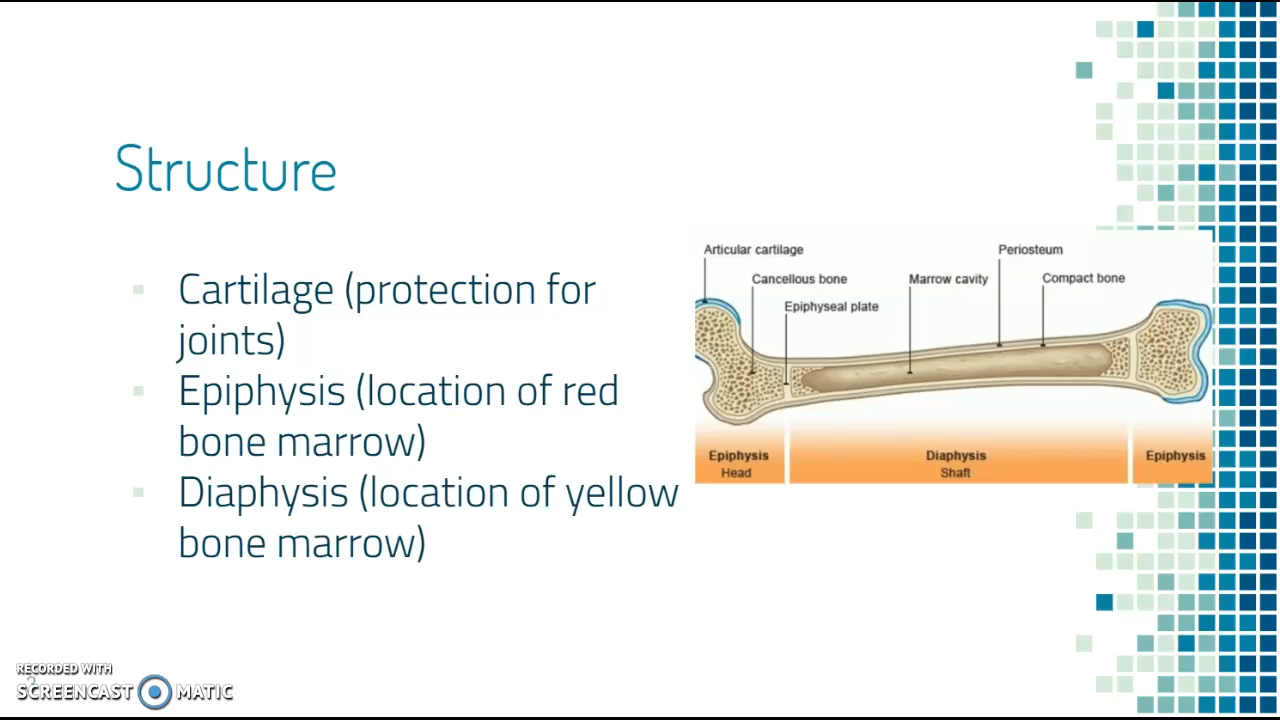 Structure
Cartilage (protection for
joints)
Epiphysis (location of red
bone marrow)
Diaphysis (location of yellow
bone marrow)
Articular cartilage
Periosteum
Cancellous bone
Marrow cavity
Compact bone
Epiphyseal plate
Epiphysis
Head
Diaphysis
Shaft
Epiphysis
RECORDED WITH
SCREENCAST MATIC